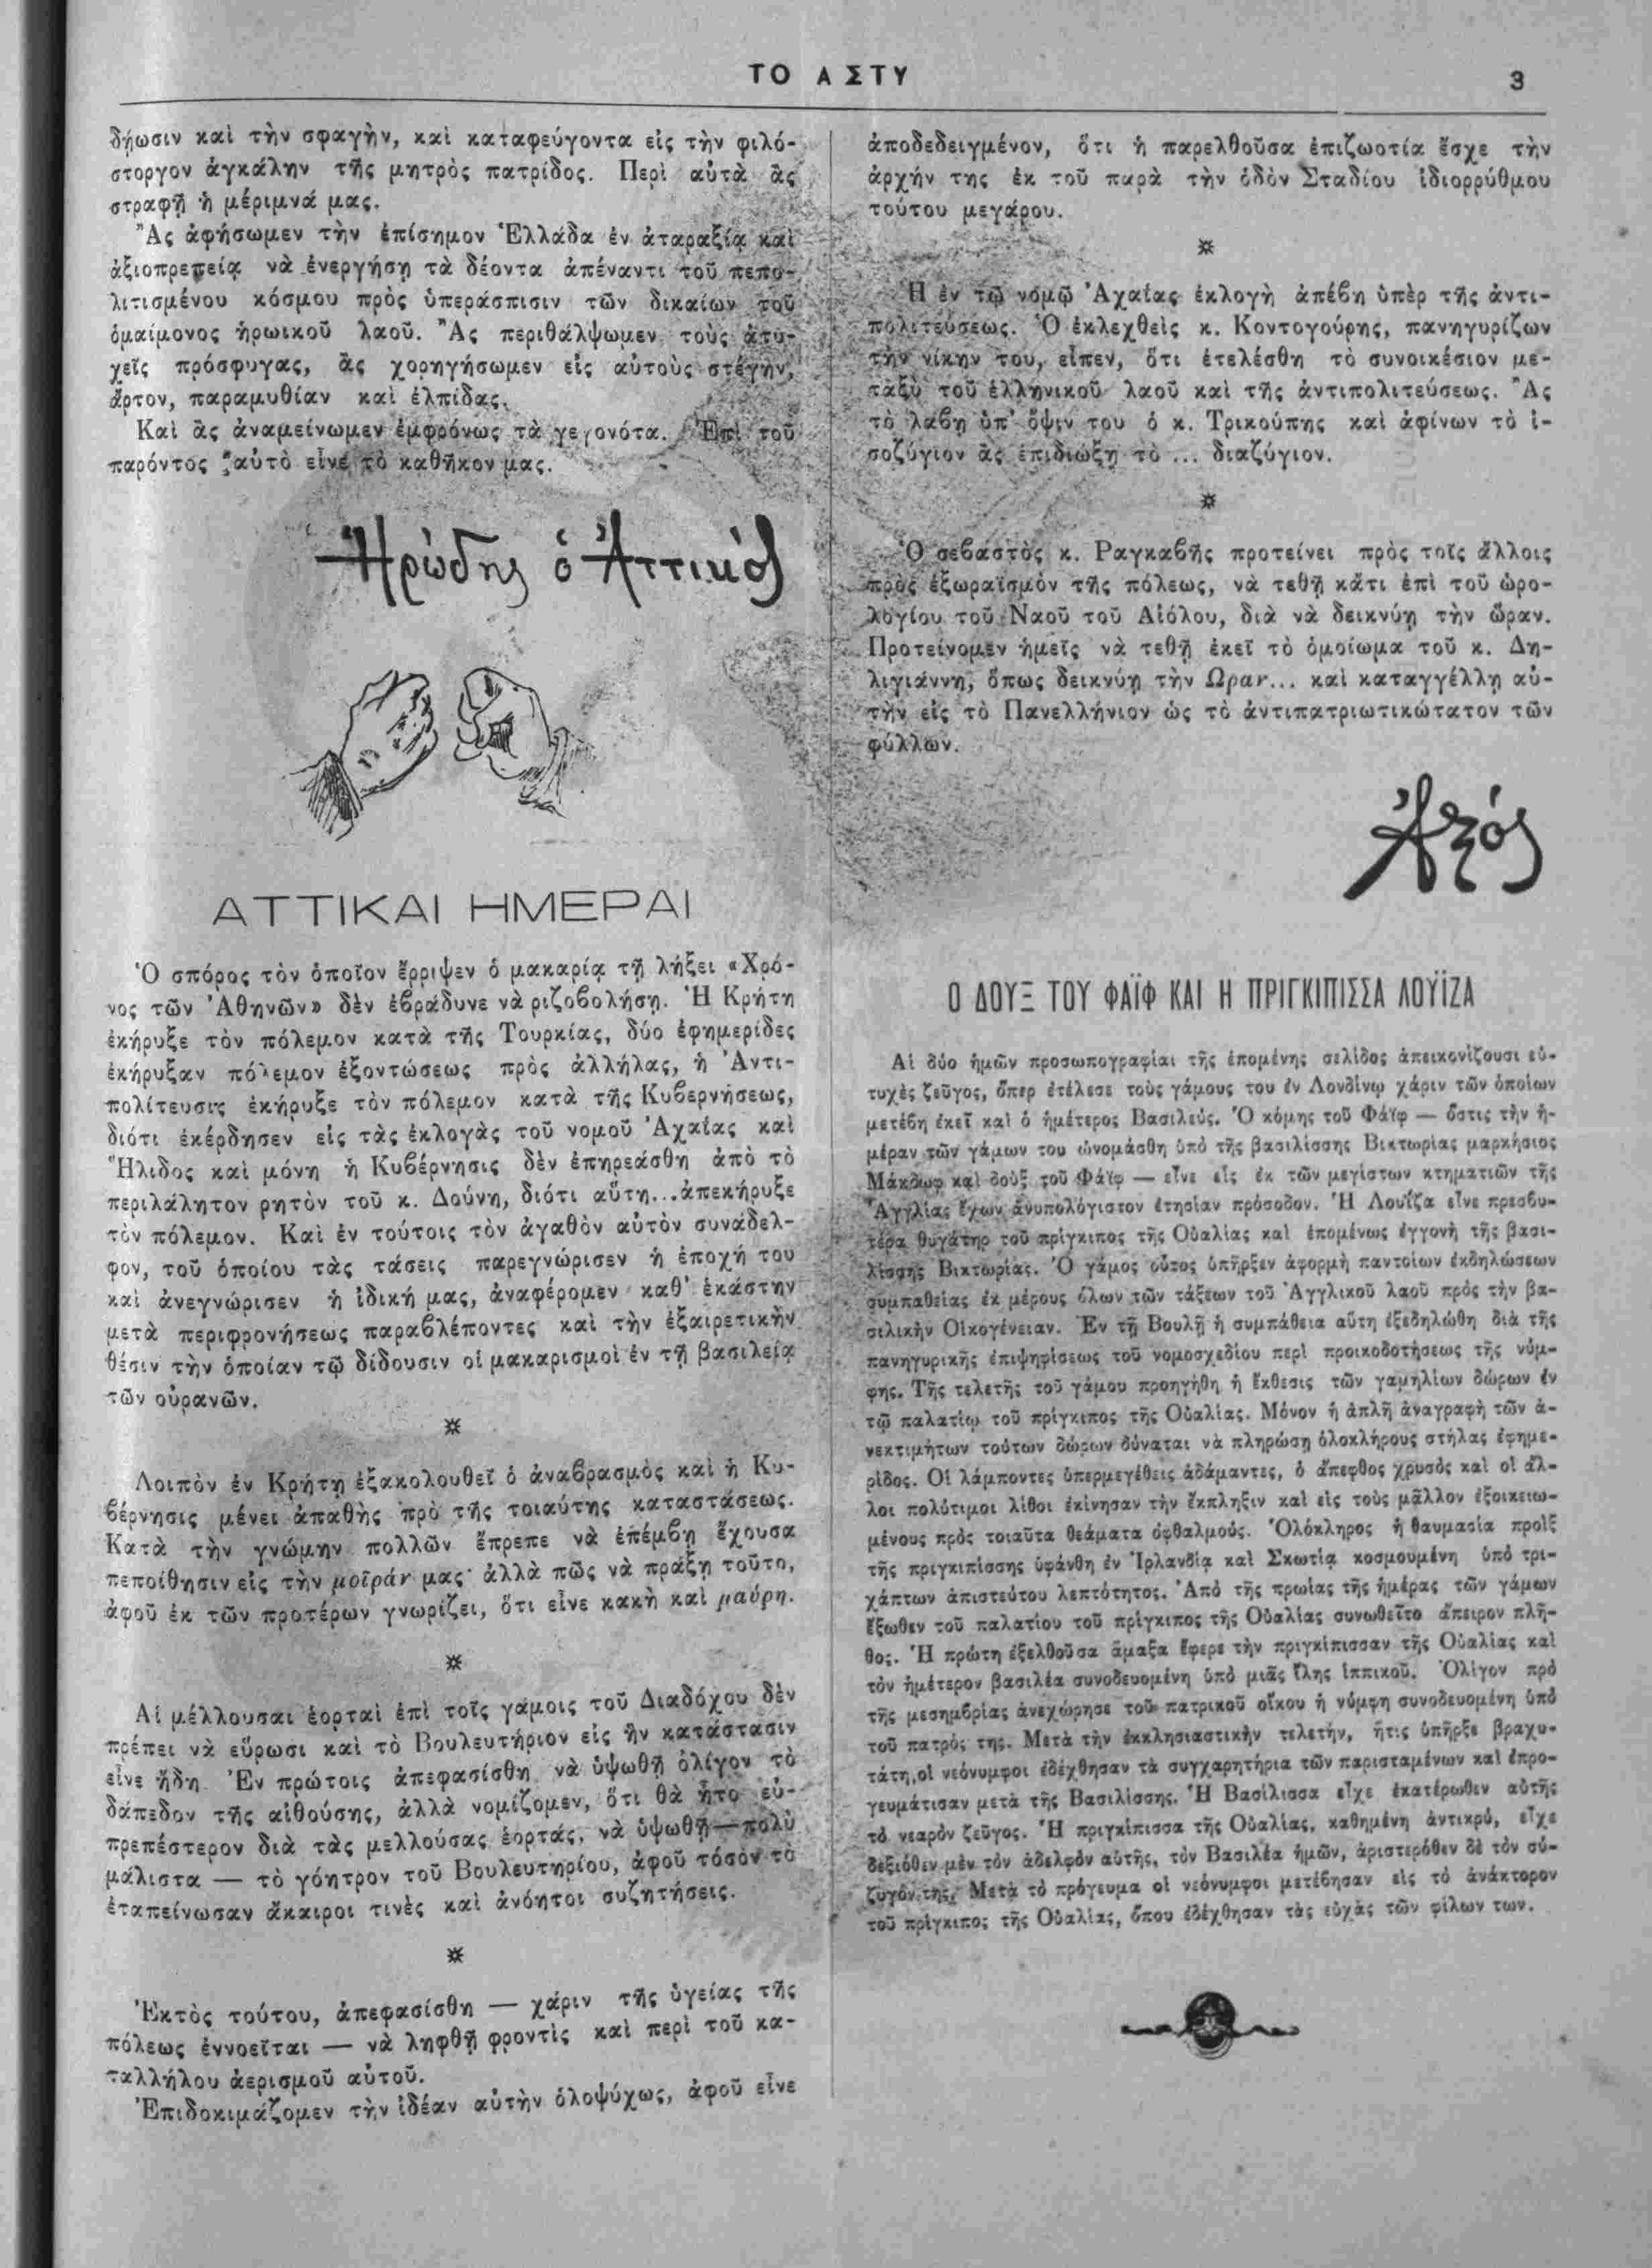 ΤΟ ΑΣΤΥ
3
δήωσιν καὶ τὴν σφαγὴν, καὶ καταφεύγοντα εἰς τὴν φιλό-
στοργον ἀγκάλην τῆς μητρὸς πατρίδος. Περὶ αὐτὰ ἂς
στραφῇ ἡ μέριμνά μας.
Ἂς ἀφήσωμεν τὴν ἐπίσημον Ἑλλάδα ἐν ἀταραξίᾳ καὶ
ἀξιοπρεπείᾳ νὰ ἐνεργήσῃ τὰ δέοντα ἀπέναντι τοῦ πεπο-
λιτισμένου κόσμου πρὸς ὑπεράσπισιν τῶν δικαίων τοῦ
ὁμαίμονος ἡρωικοῦ λαοῦ. Ἂς περιθάλψωμεν τοὺς ἀτυ-
χεῖς πρόσφυγας, ἂς χορηγήσωμεν εἰς αὐτοὺς στέγην,
ἄρτον, παραμυθίαν καὶ ἐλπίδας.
Καὶ ἂς ἀναμείνωμεν ἐμφρόνως τὰ γεγονότα. Ἐπὶ τοῦ
παρόντος αὐτὸ εἶνε τὸ καθῆκον μας.
Ἡρώδης ὁ Ἀττικός
ΑΤΤΙΚΑΙ ΗΜΕΡΑΙ
Ὁ σπόρος τὸν ὁποῖον ἔρριψεν ὁ μακαρίᾳ τῇ λήξει «Χρό-
νος τῶν Ἀθηνῶν» δὲν ἐβράδυνε νὰ ριζοβολήσῃ. Ἡ Κρήτη
ἐκήρυξε τὸν πόλεμον κατὰ τῆς Τουρκίας, δύο ἐφημερίδες
ἐκήρυξαν πόλεμον ἐξοντώσεως πρὸς ἀλλήλας, ἡ Ἀντι-
πολίτευσις ἐκήρυξε τὸν πόλεμον κατὰ τῆς Κυβερνήσεως,
διότι ἐκέρδησεν εἰς τὰς ἐκλογὰς τοῦ νομοῦ Ἀχαΐας καὶ
Ἤλιδος καὶ μόνη ἡ Κυβέρνησις δὲν ἐπηρεάσθη ἀπὸ τὸ
περιλάλητον ρητὸν τοῦ κ. Δούνη, διότι αὕτη...ἀπεκήρυξε
τὸν πόλεμον. Καὶ ἐν τούτοις τὸν ἀγαθὸν αὐτὸν συνάδελ-
φον, τοῦ ὁποίου τὰς τάσεις παρεγνώρισεν ἡ ἐποχή του
καὶ ἀνεγνώρισεν ἡ ἰδική μας, ἀναφέρομεν καθ' ἑκάστην
μετὰ περιφρονήσεως παραβλέποντες καὶ τὴν ἐξαιρετικὴν
θέσιν τὴν ὁποίαν τῷ δίδουσιν οἱ μακαρισμοὶ ἐν τῇ βασιλείᾳ
τῶν οὐρανῶν.
Λοιπὸν ἐν Κρήτῃ ἐξακολουθεῖ ὁ ἀναβρασμὸς καὶ ἡ Κυ-
βέρνησις μένει ἀπαθὴς πρὸ τῆς τοιαύτης καταστάσεως.
Κατὰ τὴν γνώμην πολλῶν ἔπρεπε νὰ ἐπέμβῃ ἔχουσα
πεποίθησιν εἰς τὴν μοῖράν μας· ἀλλὰ πῶς νὰ πράξῃ τοῦτο,
ἀφοῦ ἐκ τῶν προτέρων γνωρίζει, ὅτι εἶνε κακὴ καὶ μαύρη.
Αἱ μέλλουσαι ἑορταὶ ἐπὶ τοῖς γάμοις τοῦ Διαδόχου δὲν
πρέπει νὰ εὕρωσι καὶ τὸ Βουλευτήριον εἰς ἣν κατάστασιν
εἶνε ἤδη. Ἐν πρώτοις ἀπεφασίσθη νὰ ὑψωθῇ ὀλίγον τὸ
δάπεδον τῆς αἰθούσης, ἀλλὰ νομίζομεν, ὅτι θὰ ἦτο εὐ-
πρεπέστερον διὰ τὰς μελλούσας ἑορτάς, νὰ ὑψωθῇ—πολὺ
μάλιστα — τὸ γόητρον τοῦ Βουλευτηρίου, ἀφοῦ τόσον τὸ
ἐταπείνωσαν ἄκαιροι τινὲς καὶ ἀνόητοι συζητήσεις.
Ἐκτὸς τούτου, ἀπεφασίσθη — χάριν τῆς ὑγείας τῆς
πόλεως ἐννοεῖται — νὰ ληφθῇ φροντὶς καὶ περὶ τοῦ κα-
ταλλήλου ἀερισμοῦ αὐτοῦ.
Ἐπιδοκιμάζομεν τὴν ἰδέαν αὐτὴν ὁλοψύχως, ἀφοῦ εἶνε
ἀποδεδειγμένον, ὅτι ἡ παρελθοῦσα ἐπιζωοτία ἔσχε τὴν
ἀρχήν της ἐκ τοῦ παρὰ τὴν ὁδὸν Σταδίου ἰδιορρύθμου
τούτου μεγάρου.
Ἡ ἐν τῷ νομῷ Ἀχαΐας ἐκλογὴ ἀπέβη ὑπὲρ τῆς ἀντι-
πολιτεύσεως. Ὁ ἐκλεχθεὶς κ. Κοντογούρης, πανηγυρίζων
τὴν νίκην του, εἶπεν, ὅτι ἐτελέσθη τὸ συνοικέσιον με-
ταξὺ τοῦ ἑλληνικοῦ λαοῦ καὶ τῆς ἀντιπολιτεύσεως. Ἂς
τὸ λάβῃ ὑπ' ὄψιν του ὁ κ. Τρικούπης καὶ ἀφίνων τὸ ἰ-
σοζύγιον ἂς ἐπιδιώξῃ τὸ ... διαζύγιον.
Ὁ σεβαστὸς κ. Ραγκαβῆς προτείνει πρὸς τοῖς ἄλλοις
πρὸς ἐξωραϊσμὸν τῆς πόλεως, νὰ τεθῇ κάτι ἐπὶ τοῦ ὡρο-
λογίου τοῦ Ναοῦ τοῦ Αἰόλου, διὰ νὰ δεικνύῃ τὴν ὥραν.
Προτείνομεν ἡμεῖς νὰ τεθῇ ἐκεῖ τὸ ὁμοίωμα τοῦ κ. Δη-
λιγιάννη, ὅπως δεικνύῃ τὴν Ὥραν... καὶ καταγγέλλῃ αὐ-
τὴν εἰς τὸ Πανελλήνιον ὡς τὸ ἀντιπατριωτικώτατον τῶν
φύλλων.
Ο ΔΟΥΞ ΤΟΥ ΦΑΪΦ ΚΑΙ Η ΠΡΙΓΚΙΠΙΣΣΑ ΛΟΥΪΖΑ
Αἱ δύο ἡμῶν προσωπογραφίαι τῆς ἑπομένης σελίδος ἀπεικονίζουσι εὐ-
τυχὲς ζεῦγος, ὅπερ ἐτέλεσε τοὺς γάμους του ἐν Λονδίνῳ χάριν τῶν ὁποίων
μετέβη ἐκεῖ καὶ ὁ ἡμέτερος Βασιλεύς. Ὁ κόμης τοῦ Φάϊφ — ὅστις τὴν ἡ-
μέραν τῶν γάμων του ὠνομάσθη ὑπὸ τῆς βασιλίσσης Βικτωρίας μαρκήσιος
Μάκδωφ καὶ δοὺξ τοῦ Φάϊφ — εἶνε εἷς ἐκ τῶν μεγίστων κτηματιῶν τῆς
Ἀγγλίας ἔχων ἀνυπολόγιστον ἐτησίαν πρόσοδον. Ἡ Λουΐζα εἶνε πρεσβυ-
τέρα θυγάτηρ τοῦ πρίγκιπος τῆς Οὐαλίας καὶ ἑπομένως ἐγγονὴ τῆς βασι-
λίσσης Βικτωρίας. Ὁ γάμος οὗτος ὑπῆρξεν ἀφορμὴ παντοίων ἐκδηλώσεων
συμπαθείας ἐκ μέρους ὅλων τῶν τάξεων τοῦ Ἀγγλικοῦ λαοῦ πρὸς τὴν βα-
σιλικὴν Οἰκογένειαν. Ἐν τῇ Βουλῇ ἡ συμπάθεια αὕτη ἐξεδηλώθη διὰ τῆς
πανηγυρικῆς ἐπιψηφίσεως τοῦ νομοσχεδίου περὶ προικοδοτήσεως τῆς νύμ-
φης. Τῆς τελετῆς τοῦ γάμου προηγήθη ἡ ἔκθεσις τῶν γαμηλίων δώρων ἐν
τῷ παλατίῳ τοῦ πρίγκιπος τῆς Οὐαλίας. Μόνον ἡ ἁπλῆ ἀναγραφὴ τῶν ἀ-
νεκτιμήτων τούτων δώρων δύναται νὰ πληρώσῃ ὁλοκλήρους στήλας ἐφημε-
ρίδος. Οἱ λάμποντες ὑπερμεγέθεις ἀδάμαντες, ὁ ἄπεφθος χρυσὸς καὶ οἱ ἄλ-
λοι πολύτιμοι λίθοι ἐκίνησαν τὴν ἔκπληξιν καὶ εἰς τοὺς μᾶλλον ἐξοικειω-
μένους πρὸς τοιαῦτα θεάματα ὀφθαλμούς. Ὁλόκληρος ἡ θαυμασία προῖξ
τῆς πριγκιπίσσης ὑφάνθη ἐν Ἰρλανδίᾳ καὶ Σκωτίᾳ κοσμουμένη ὑπὸ τρι-
χάπτων ἀπιστεύτου λεπτότητος. Ἀπὸ τῆς πρωίας τῆς ἡμέρας τῶν γάμων
ἔξωθεν τοῦ παλατίου τοῦ πρίγκιπος τῆς Οὐαλίας συνωθεῖτο ἄπειρον πλῆ-
θος. Ἡ πρώτη ἐξελθοῦσα ἅμαξα ἔφερε τὴν πριγκίπισσαν τῆς Οὐαλίας καὶ
τὸν ἡμέτερον βασιλέα συνοδευομένη ὑπὸ μιᾶς ἴλης ἱππικοῦ. Ὀλίγον πρὸ
τῆς μεσημβρίας ἀνεχώρησε τοῦ πατρικοῦ οἴκου ἡ νύμφη συνοδευομένη ὑπὸ
τοῦ πατρός της. Μετὰ τὴν ἐκκλησιαστικὴν τελετήν, ἥτις ὑπῆρξε βραχυ-
τάτη, οἱ νεόνυμφοι ἐδέχθησαν τὰ συγχαρητήρια τῶν παρισταμένων καὶ ἐπρο-
γευμάτισαν μετὰ τῆς Βασιλίσσης. Ἡ Βασίλισσα εἶχε ἑκατέρωθεν αὐτῆς
τὸ νεαρὸν ζεῦγος. Ἡ πριγκίπισσα τῆς Οὐαλίας, καθημένη ἀντικρύ, εἶχε
δεξιόθεν μὲν τὸν ἀδελφὸν αὐτῆς, τὸν Βασιλέα ἡμῶν, ἀριστερόθεν δὲ τὸν σύ-
ζυγόν της. Μετὰ τὸ πρόγευμα οἱ νεόνυμφοι μετέβησαν εἰς τὸ ἀνάκτορον
τοῦ πρίγκιπος τῆς Οὐαλίας, ὅπου ἐδέχθησαν τὰς εὐχὰς τῶν φίλων των.